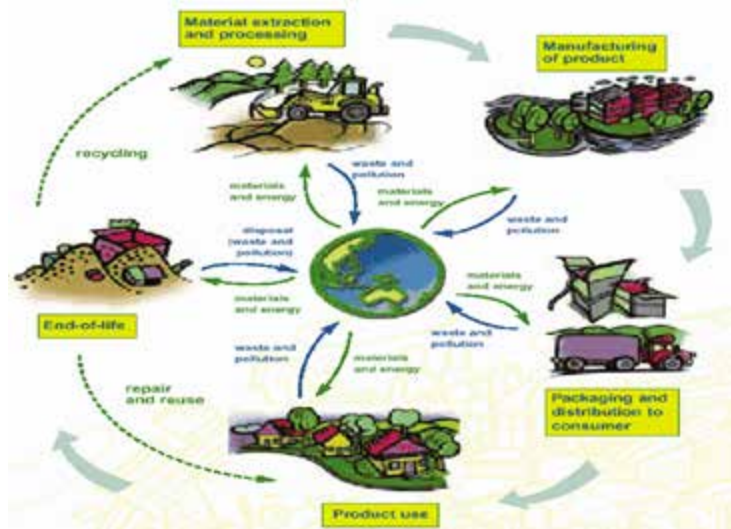 Material extraction
and processing
Manufacturing
of product
recycling
waste and
pollution
materials
and energy
materials
and energy
waste and
pollution
disposal
(waste and
pollution)
materials
and energy
materials
and energy
End-of-life
waste and
pollution
waste and
pollution
materials
and energy
repair
and reuse
Packaging and
distribution to
consumer
Product use